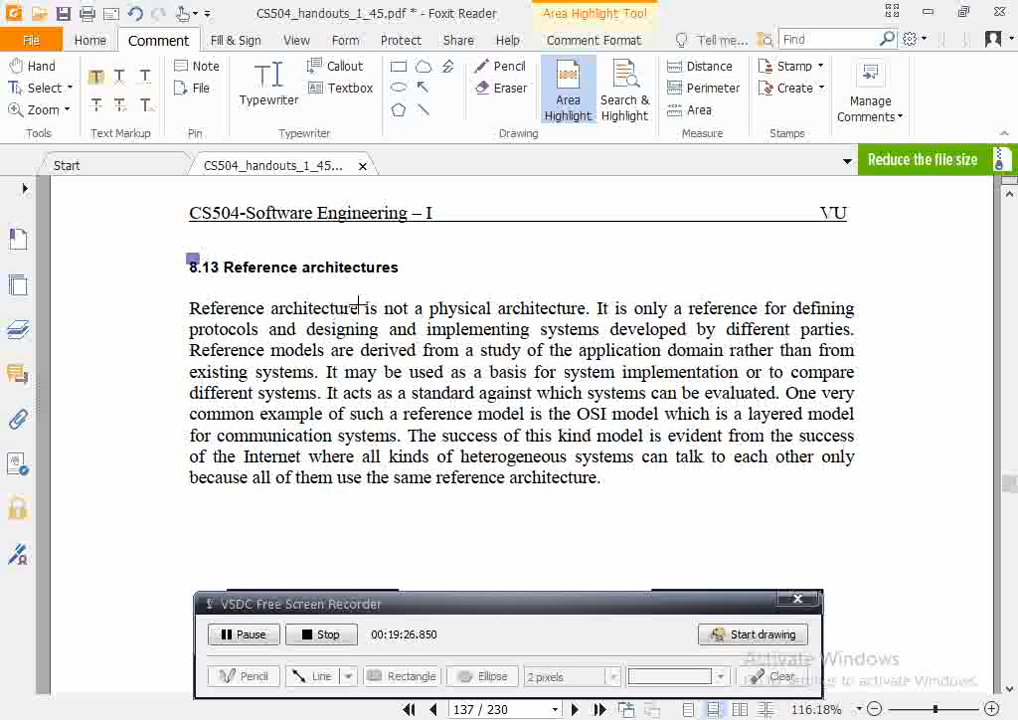 CS504_handouts_1_45.pdf * - Foxit Reader
Area Highlight Tool
File Home Comment Fill & Sign View Form Protect Share Help Comment Format Tell me... Find
Hand
Select
Zoom
Tools
T T T
T T T
Text Markup
Note
File
Pin
Typewriter
Callout
Textbox
Typewriter
Pencil
Eraser
Drawing
Area Highlight
Search & Highlight
Distance
Perimeter
Area
Measure
Stamp
Create
Stamps
Manage Comments
Start
CS504_handouts_1_45...
Reduce the file size
CS504-Software Engineering – I VU
8.13 Reference architectures
Reference architecture is not a physical architecture. It is only a reference for defining
protocols and designing and implementing systems developed by different parties.
Reference models are derived from a study of the application domain rather than from
existing systems. It may be used as a basis for system implementation or to compare
different systems. It acts as a standard against which systems can be evaluated. One very
common example of such a reference model is the OSI model which is a layered model
for communication systems. The success of this kind model is evident from the success
of the Internet where all kinds of heterogeneous systems can talk to each other only
because all of them use the same reference architecture.
VSDC Free Screen Recorder
Pause Stop 00:19:26.850 Start drawing
Pencil Line Rectangle Ellipse 2 pixels Clear
Activate Windows
Go to Settings to activate Windows.
137 / 230
116.18%